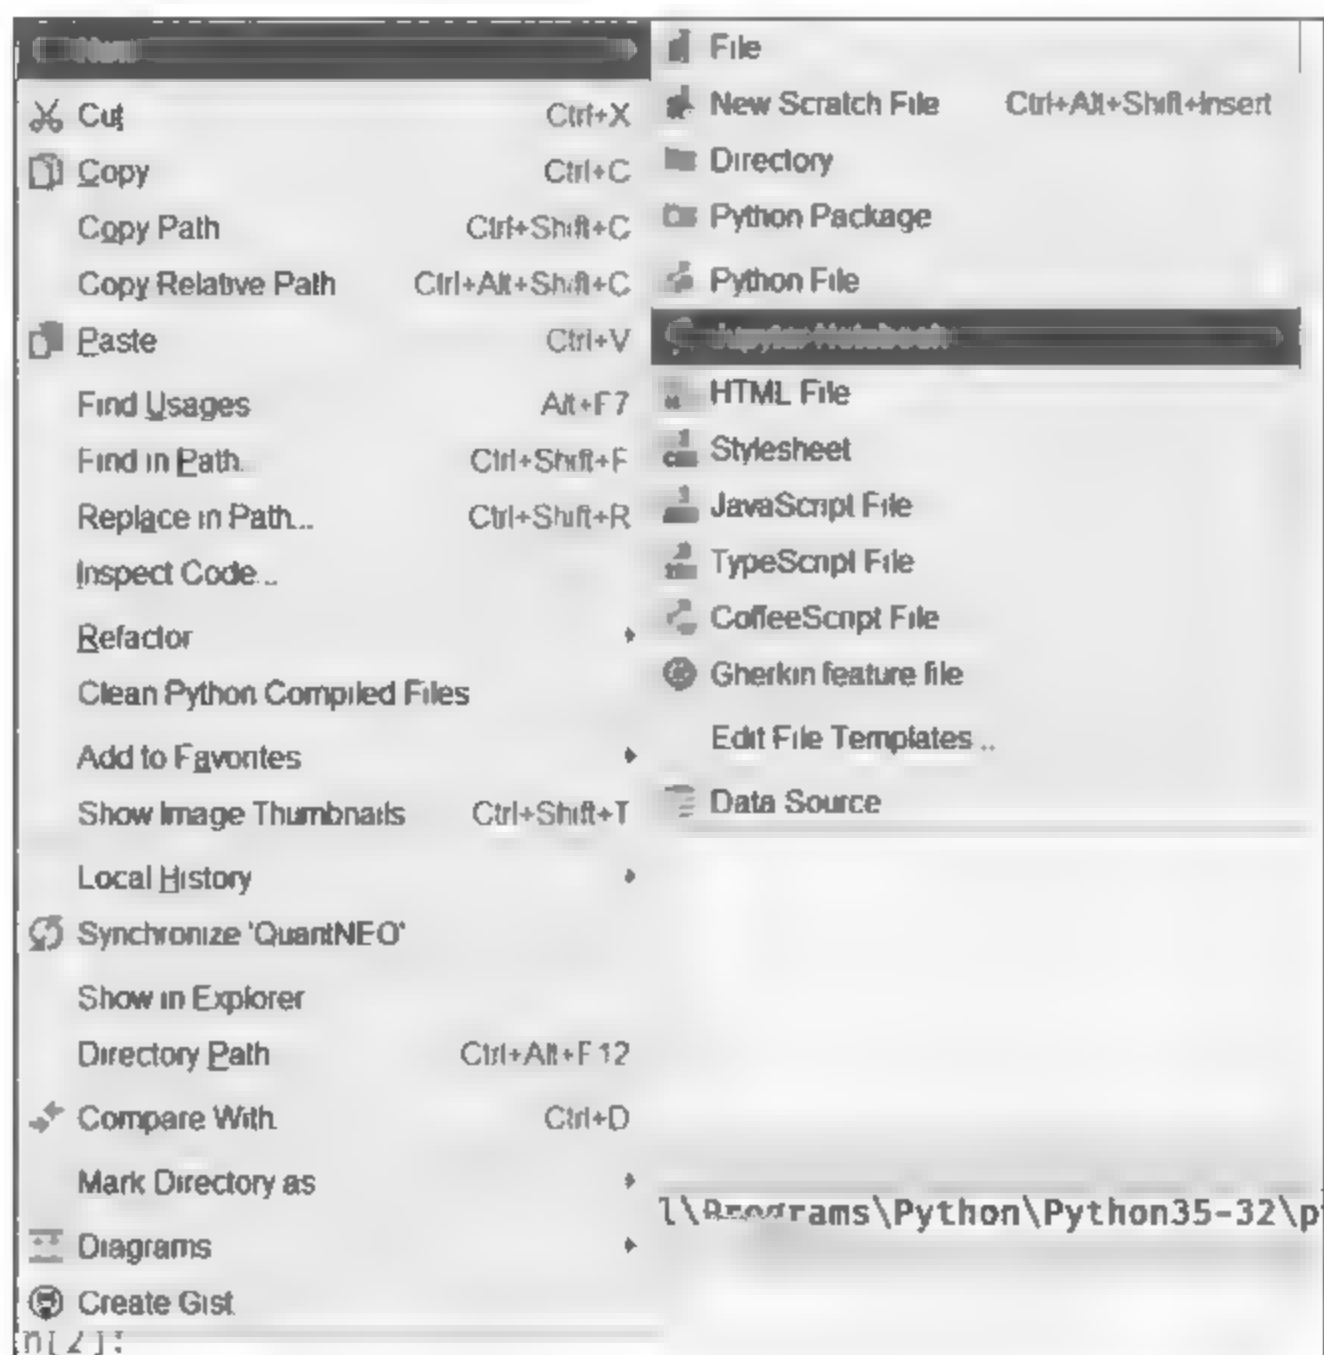 New
Cut Ctrl+X
Copy Ctrl+C
Copy Path Ctrl+Shift+C
Copy Relative Path Ctrl+Alt+Shift+C
Paste Ctrl+V
Find Usages Alt+F7
Find in Path... Ctrl+Shift+F
Replace in Path... Ctrl+Shift+R
Inspect Code...
Refactor
Clean Python Compiled Files
Add to Favorites
Show Image Thumbnails Ctrl+Shift+T
Local History
Synchronize 'QuantNEO'
Show in Explorer
Directory Path Ctrl+Alt+F12
Compare With... Ctrl+D
Mark Directory as
Diagrams
Create Gist...
n[2]:
File
New Scratch File Ctrl+Alt+Shift+Insert
Directory
Python Package
Python File
Jupyter Notebook
HTML File
Stylesheet
JavaScript File
TypeScript File
CoffeeScript File
Gherkin feature file
Edit File Templates...
Data Source
l\Programs\Python\Python35-32\p